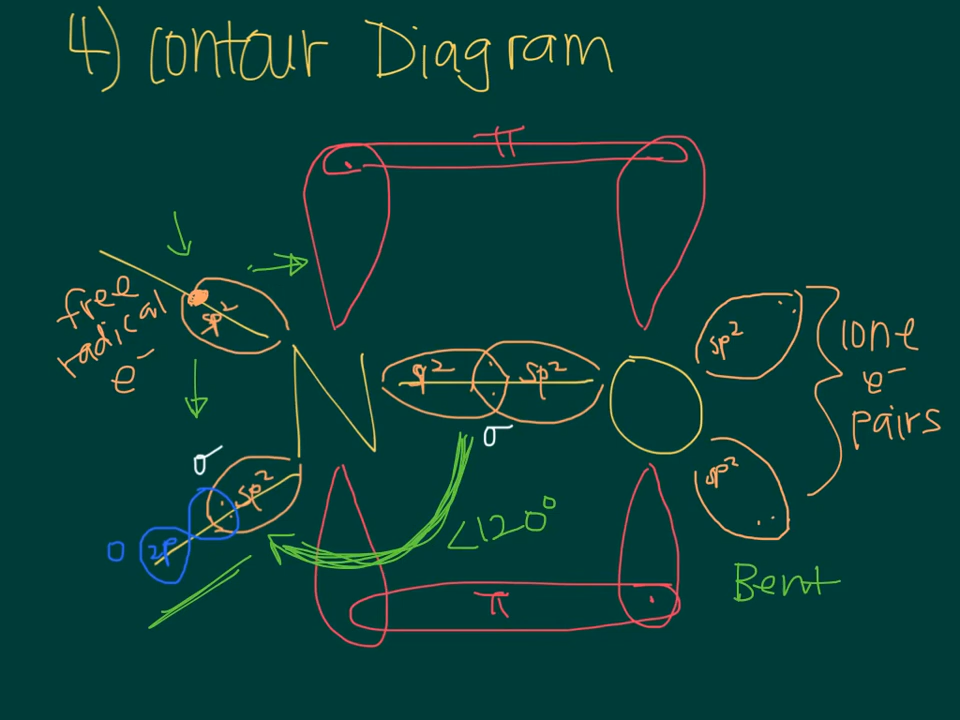 4) Contour Diagram
π
free
radical
e⁻
sp²
sp²
sp²
N
O
sp²
lone
e⁻
pairs
σ
σ
sp²
sp²
O
2p
<120°
π
Bent